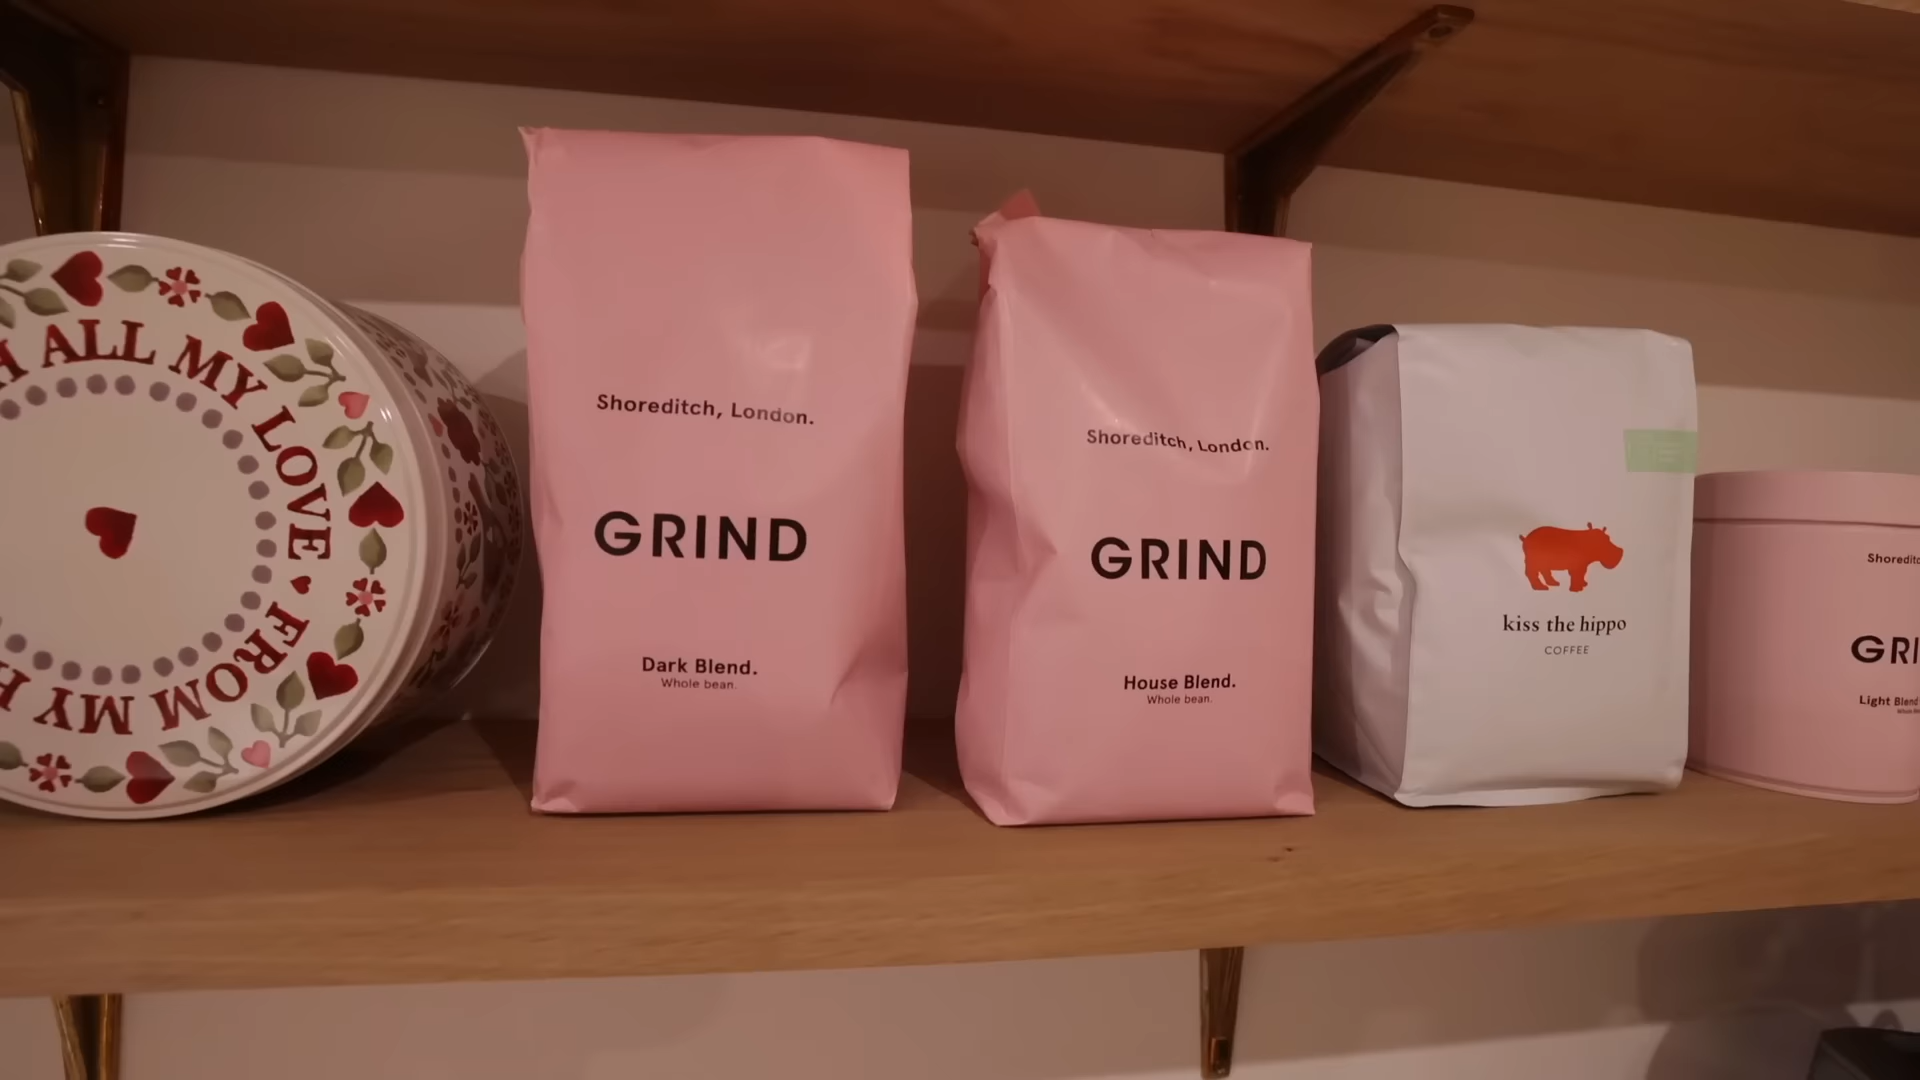 ALL MY LOVE FROM MY
Shoreditch, London.
GRIND
Dark Blend.
Whole bean.
Shoreditch, London.
GRIND
House Blend.
Whole bean.
kiss the hippo
COFFEE
Shoreditc
GRI
Light Blend